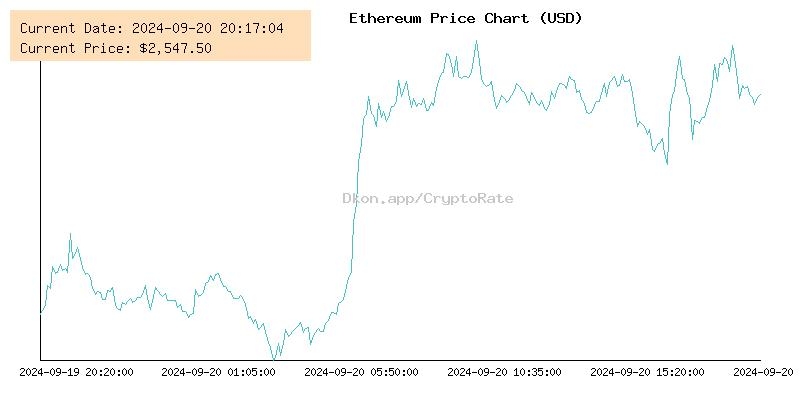 Ethereum Price Chart (USD)
Current Date: 2024-09-20 20:17:04
Current Price: $2,547.50
Dkon.app/CryptoRate
2024-09-19 20:20:00 2024-09-20 01:05:00 2024-09-20 05:50:00 2024-09-20 10:35:00 2024-09-20 15:20:00 2024-09-20